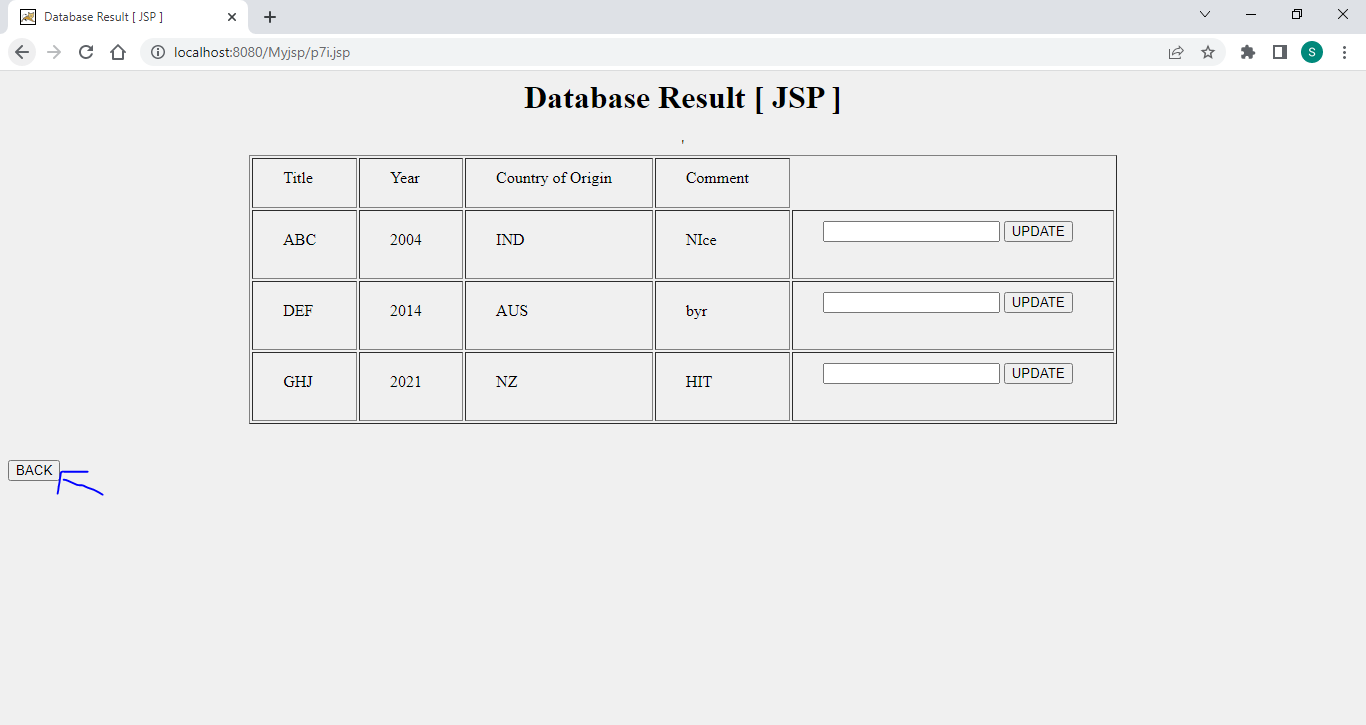 Database Result [ JSP ]
localhost:8080/Myjsp/p7i.jsp
S
Database Result [ JSP ]
'
Title Year Country of Origin Comment
ABC 2004 IND NIce UPDATE
DEF 2014 AUS byr UPDATE
GHJ 2021 NZ HIT UPDATE
BACK